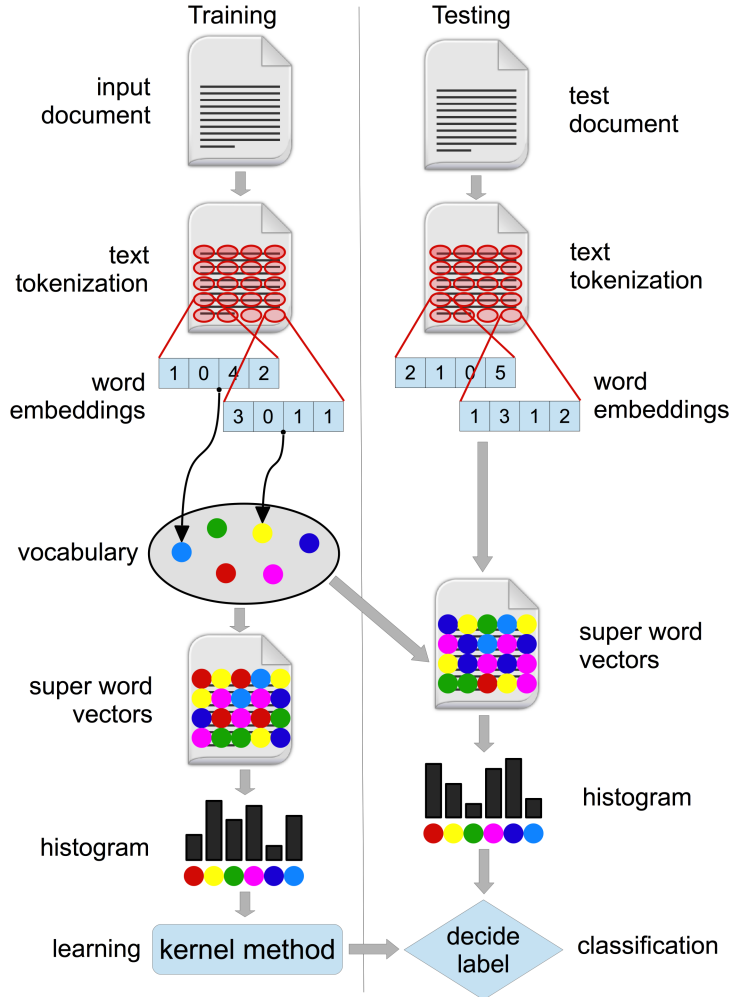 Training
Testing
input
document
test
document
text
tokenization
text
tokenization
1 0 4 2
3 0 1 1
word
embeddings
2 1 0 5
1 3 1 2
word
embeddings
vocabulary
super word
vectors
super word
vectors
histogram
histogram
learning
kernel method
decide
label
classification